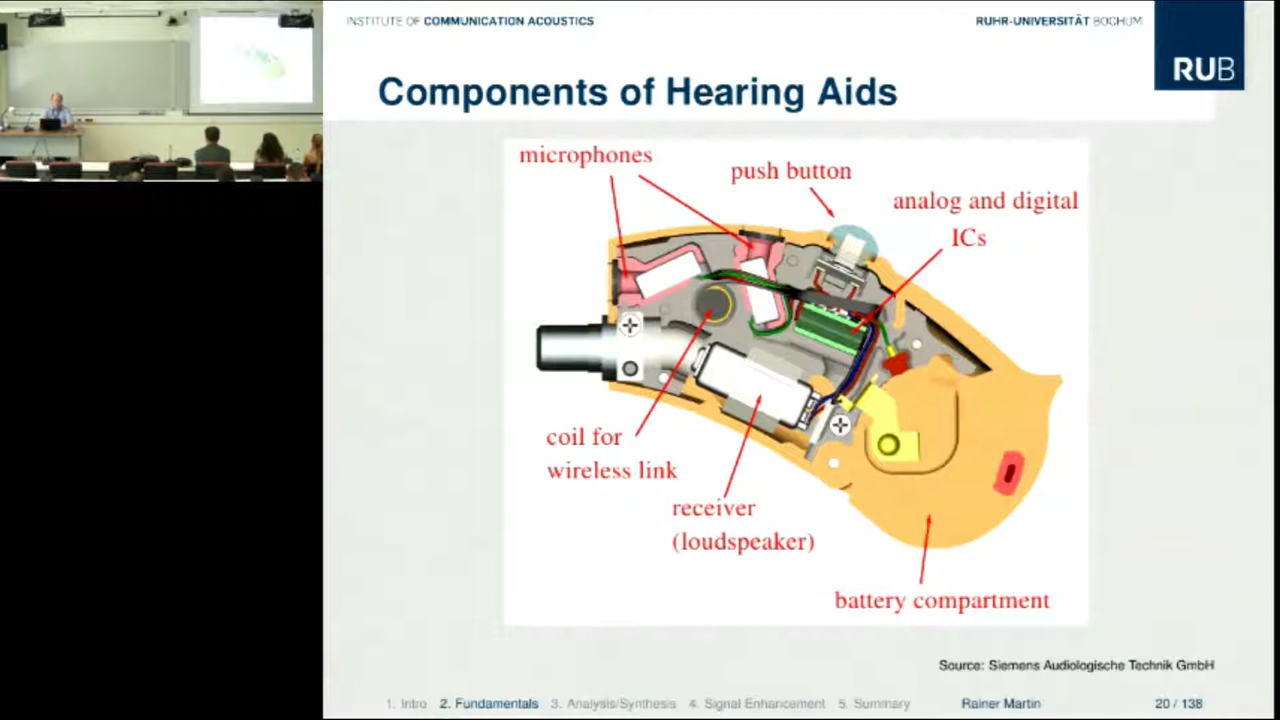 INSTITUTE OF COMMUNICATION ACOUSTICS
RUHR-UNIVERSITÄT BOCHUM
RUB
Components of Hearing Aids
microphones
push button
analog and digital
ICs
coil for
wireless link
receiver
(loudspeaker)
battery compartment
Source: Siemens Audiologische Technik GmbH
1. Intro 2. Fundamentals 3. Analysis/Synthesis 4. Signal Enhancement 5. Summary Rainer Martin 20 / 138